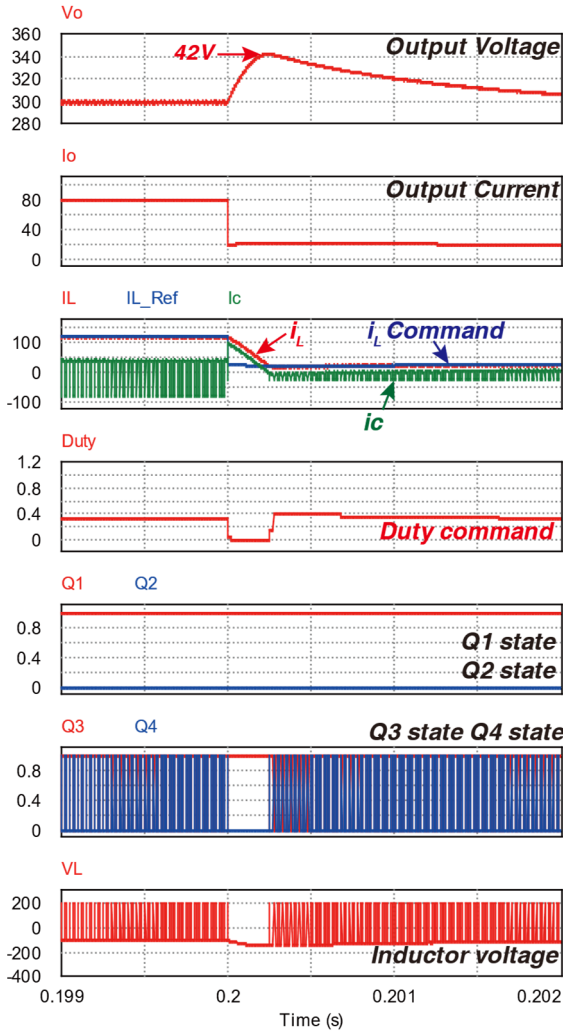 Vo
360
340
320
300
280
42V
Output Voltage
Io
80
40
0
Output Current
IL IL_Ref Ic
100
0
-100
iL
iL Command
ic
Duty
1.2
0.8
0.4
0
Duty command
Q1 Q2
0.8
0.4
0
Q1 state
Q2 state
Q3 Q4
Q3 state Q4 state
0.8
0.4
0
VL
200
0
-200
-400
Inductor voltage
0.199 0.2 0.201 0.202
Time (s)